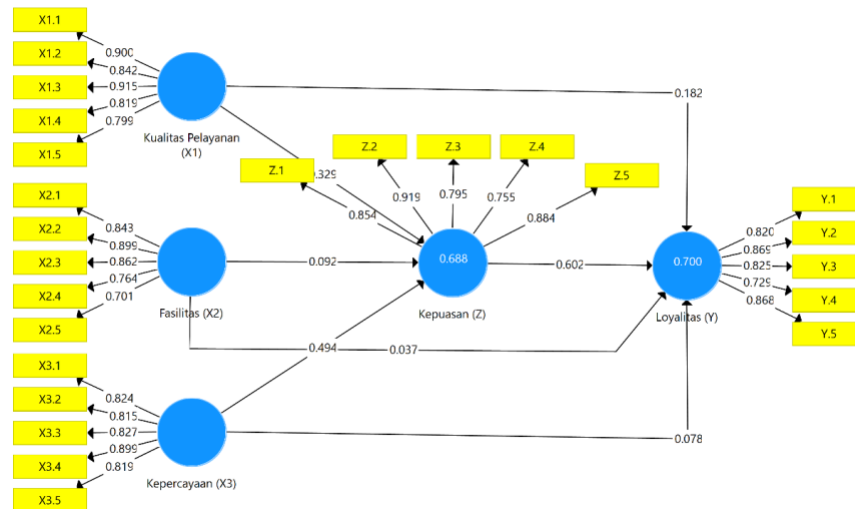 X1.1
X1.2
X1.3
X1.4
X1.5
0.900
0.842
0.915
0.819
0.799
Kualitas Pelayanan
(X1)
0.182
0.329
Z.1
Z.2
Z.3
Z.4
Z.5
0.854
0.919
0.795
0.755
0.884
X2.1
X2.2
X2.3
X2.4
X2.5
0.843
0.899
0.862
0.764
0.701
Fasilitas (X2)
0.092
0.688
Kepuasan (Z)
0.602
0.700
Loyalitas (Y)
0.820
0.869
0.825
0.729
0.868
Y.1
Y.2
Y.3
Y.4
Y.5
0.494
0.037
X3.1
X3.2
X3.3
X3.4
X3.5
0.824
0.815
0.827
0.899
0.819
Kepercayaan (X3)
0.078